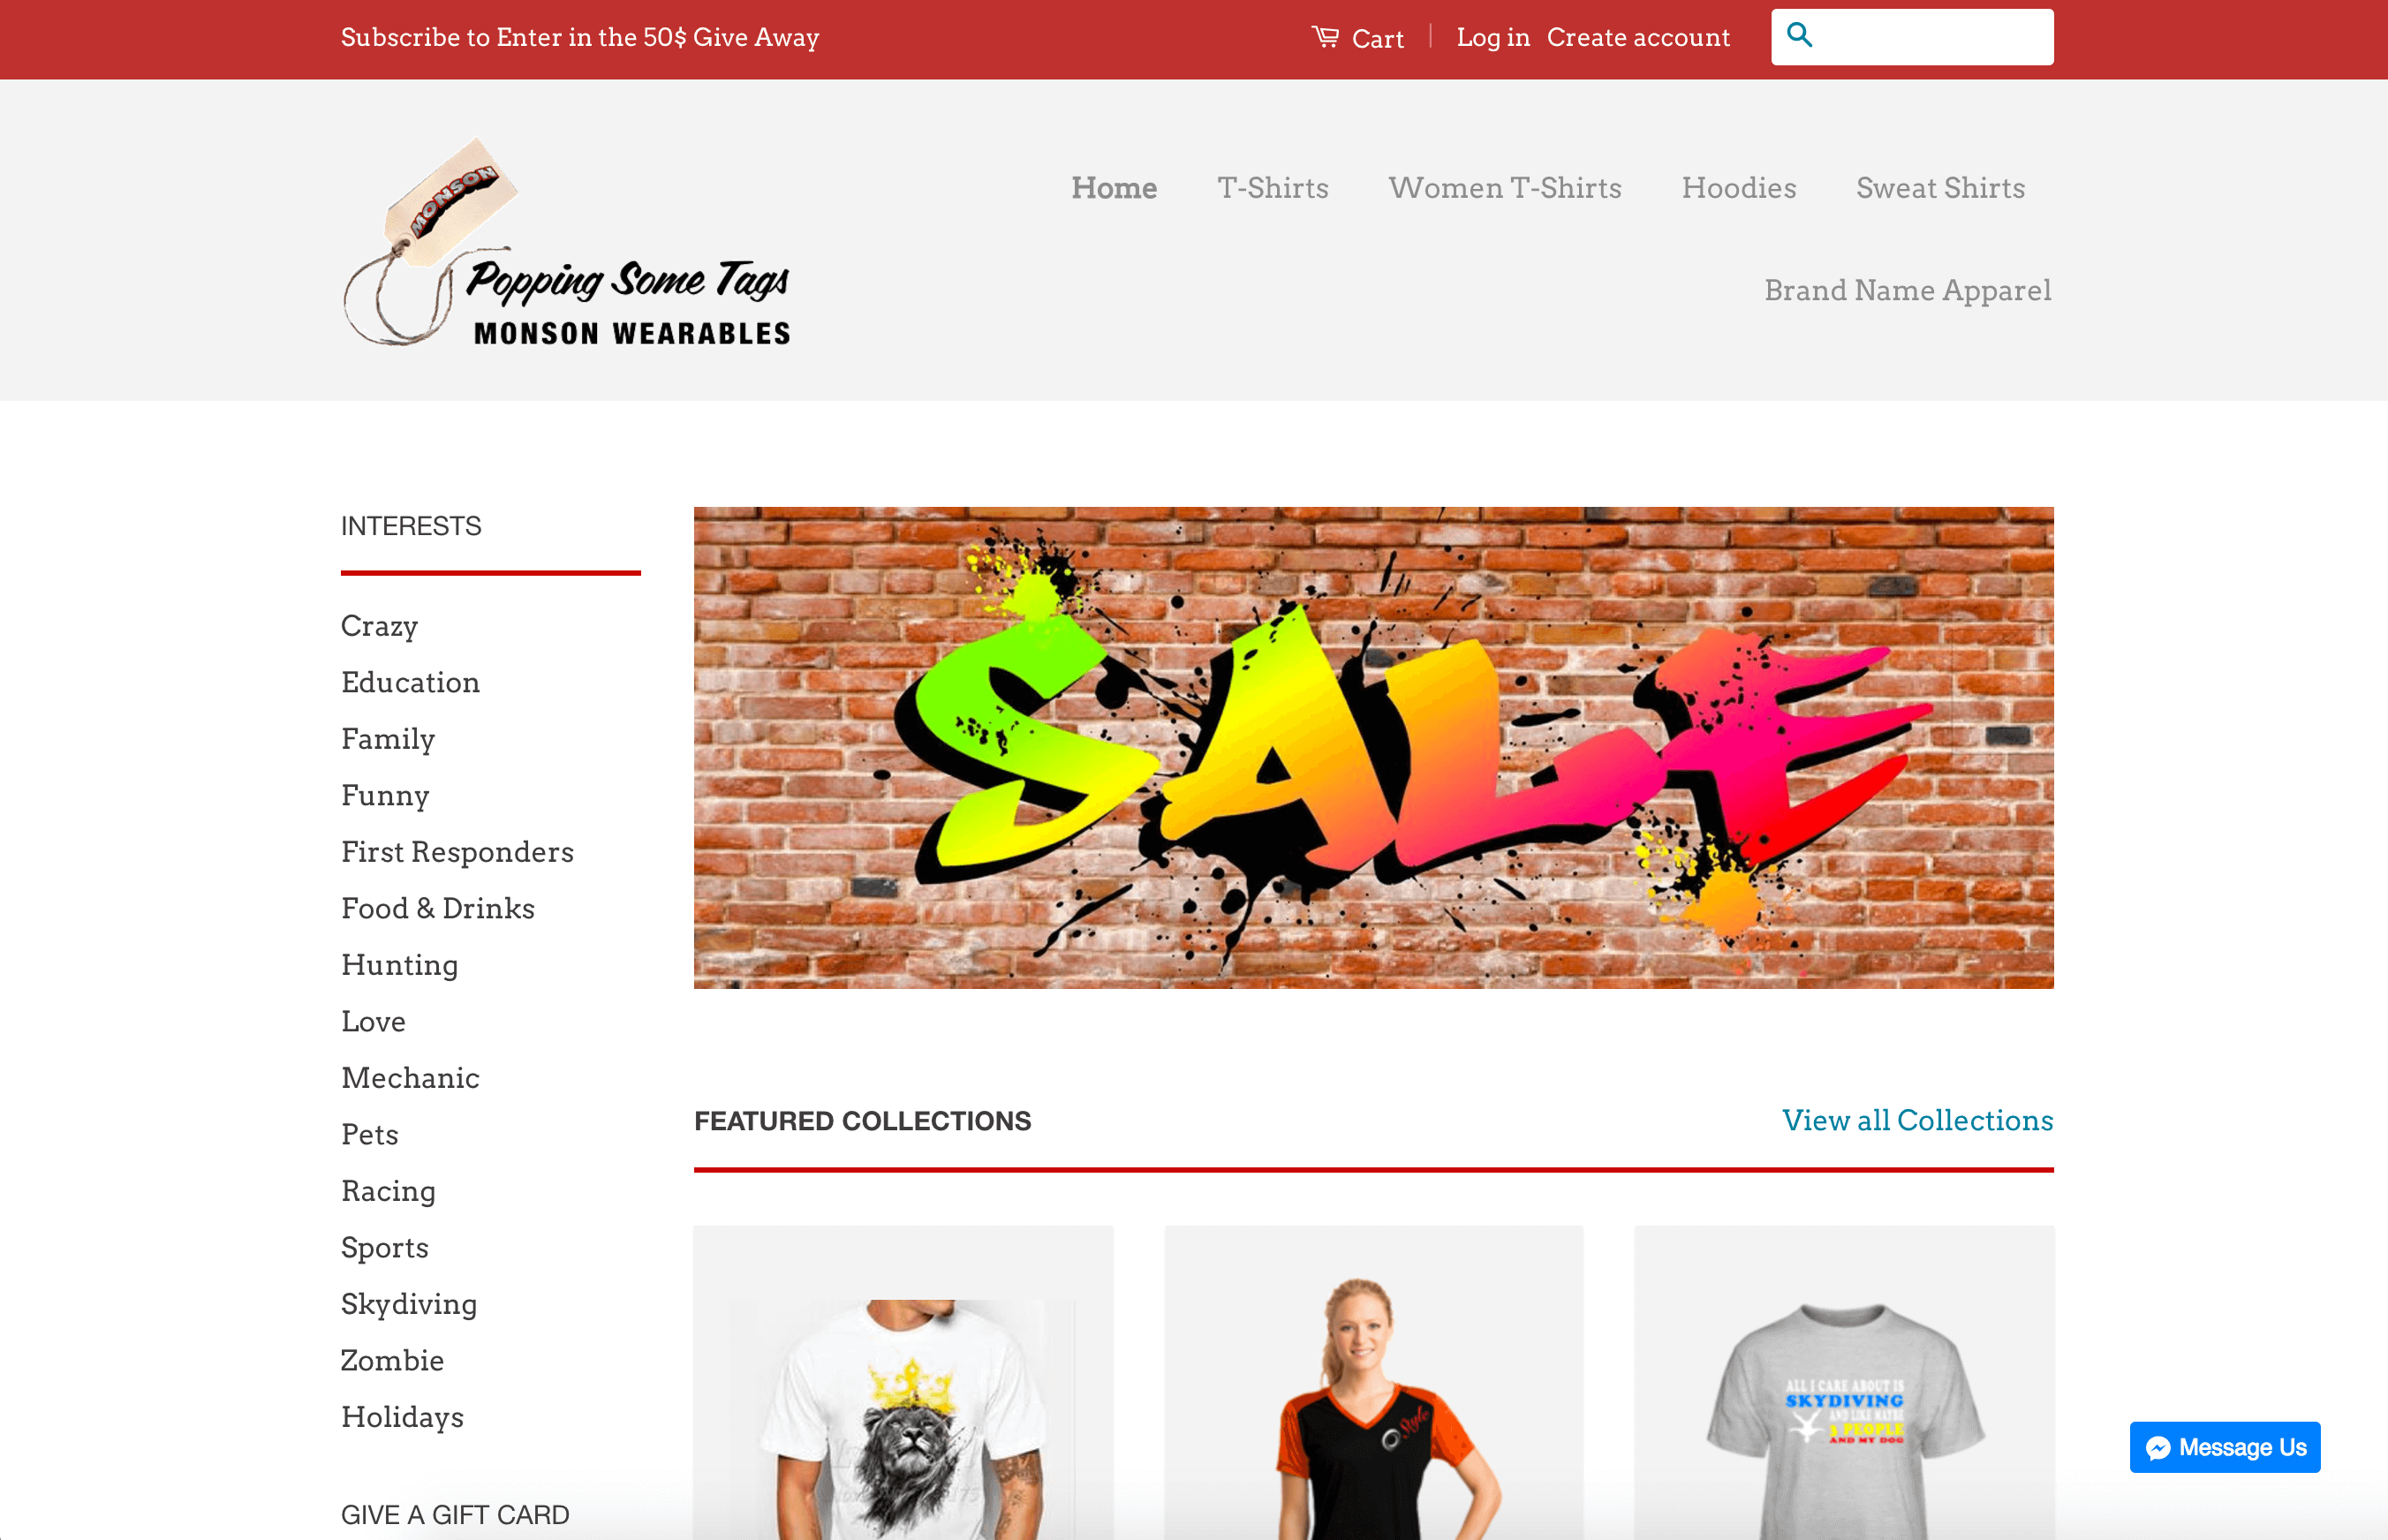 Subscribe to Enter in the 50$ Give Away
Cart
Log in Create account
MONSON
Popping Some Tags
MONSON WEARABLES
Home T-Shirts Women T-Shirts Hoodies Sweat Shirts
Brand Name Apparel
INTERESTS
Crazy
Education
Family
Funny
First Responders
Food & Drinks
Hunting
Love
Mechanic
Pets
Racing
Sports
Skydiving
Zombie
Holidays
GIVE A GIFT CARD
SALE
FEATURED COLLECTIONS
View all Collections
Style
ALL I CARE ABOUT IS
SKYDIVING
AND LIKE MAYBE
3 PEOPLE
AND MY DOG
Message Us